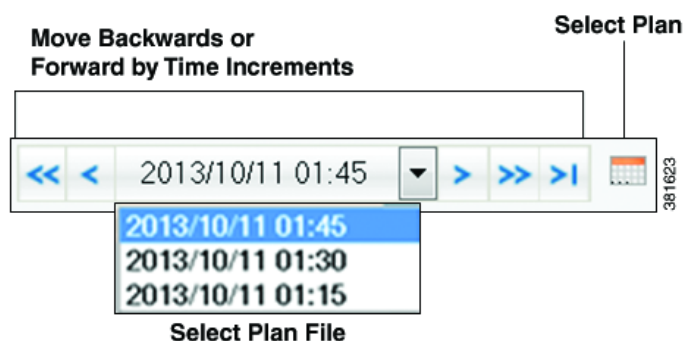 Select Plan
Move Backwards or
Forward by Time Increments
<< < 2013/10/11 01:45 > >> >|
381623
2013/10/11 01:45
2013/10/11 01:30
2013/10/11 01:15
Select Plan File